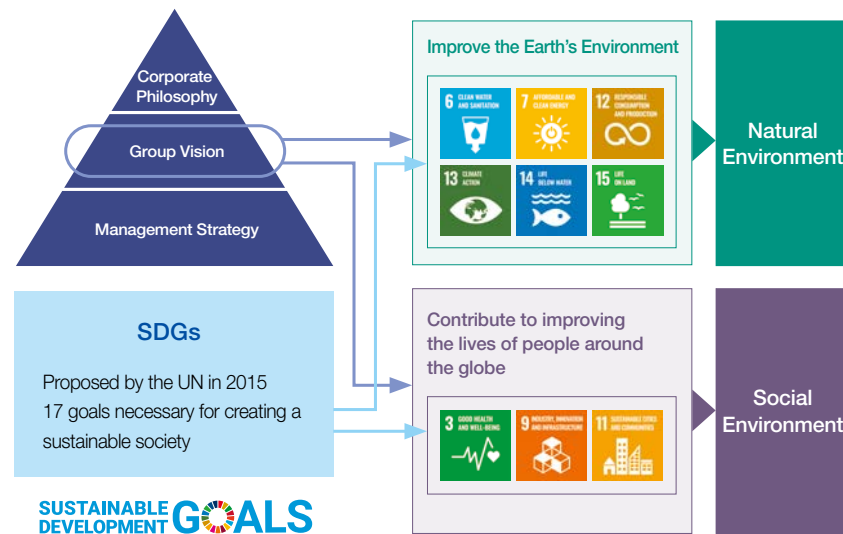 Corporate
Philosophy
Group Vision
Management Strategy
SDGs
Proposed by the UN in 2015
17 goals necessary for creating a
sustainable society
SUSTAINABLE
DEVELOPMENT
GOALS
Improve the Earth's Environment
6 CLEAN WATER
AND SANITATION
7 AFFORDABLE AND
CLEAN ENERGY
12 RESPONSIBLE
CONSUMPTION
AND PRODUCTION
13 CLIMATE
ACTION
14 LIFE
BELOW WATER
15 LIFE
ON LAND
Natural
Environment
Contribute to improving
the lives of people around
the globe
3 GOOD HEALTH
AND WELL-BEING
9 INDUSTRY, INNOVATION
AND INFRASTRUCTURE
11 SUSTAINABLE CITIES
AND COMMUNITIES
Social
Environment